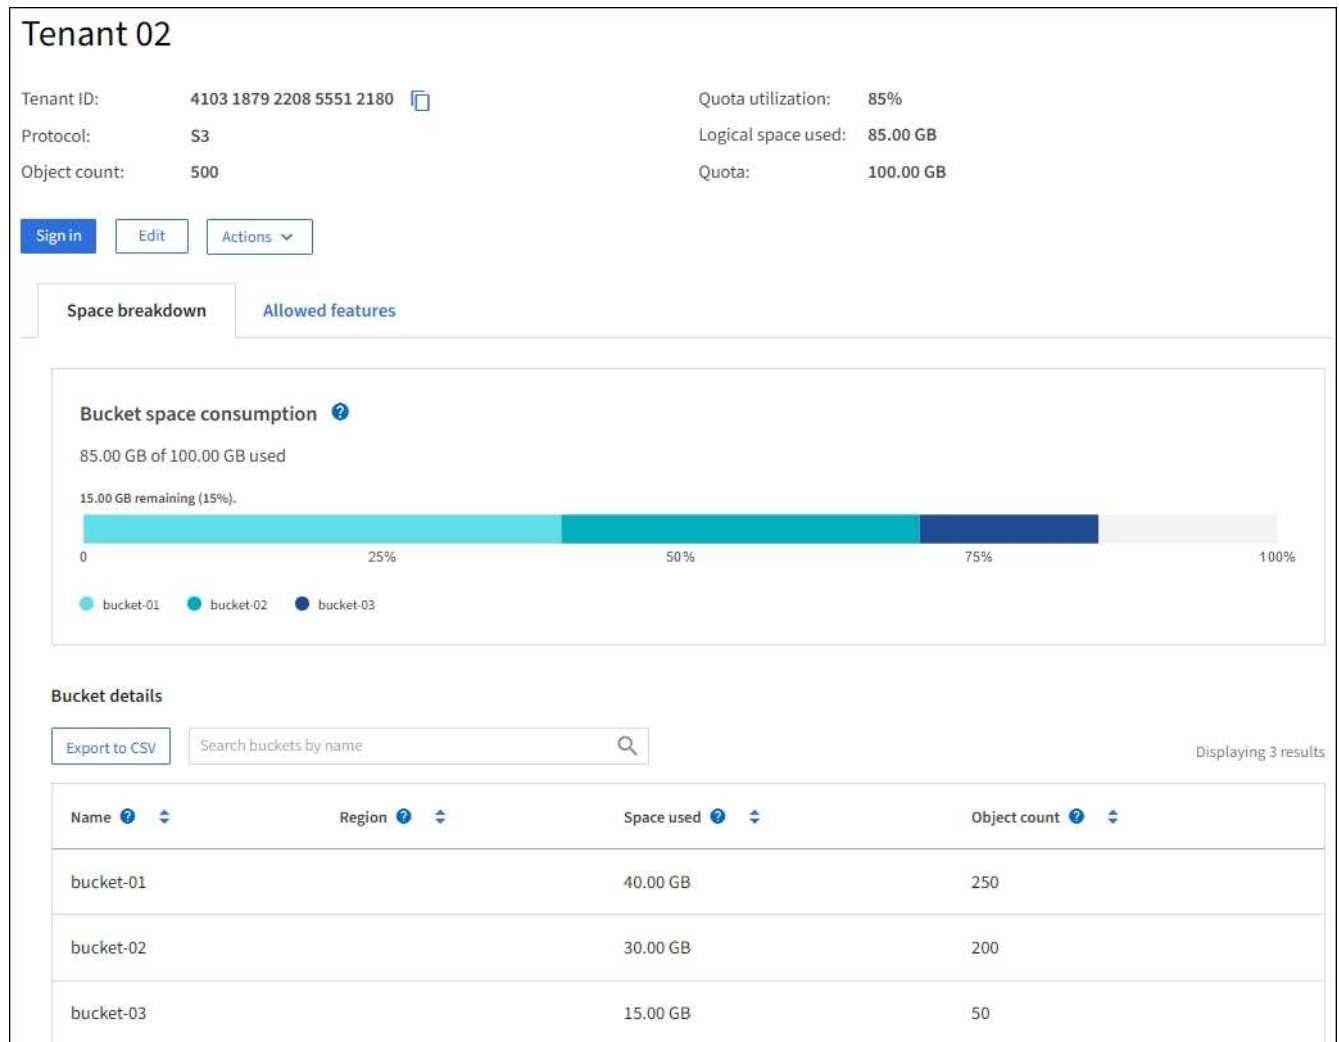 Tenant 02
Tenant ID: 4103 1879 2208 5551 2180 Quota utilization: 85%
Protocol: S3 Logical space used: 85.00 GB
Object count: 500 Quota: 100.00 GB
Sign in Edit Actions
Space breakdown Allowed features
Bucket space consumption ?
85.00 GB of 100.00 GB used
15.00 GB remaining (15%).
0 25% 50% 75% 100%
bucket-01 bucket-02 bucket-03
Bucket details
Export to CSV Search buckets by name Displaying 3 results
Name ? Region ? Space used ? Object count ?
bucket-01 40.00 GB 250
bucket-02 30.00 GB 200
bucket-03 15.00 GB 50